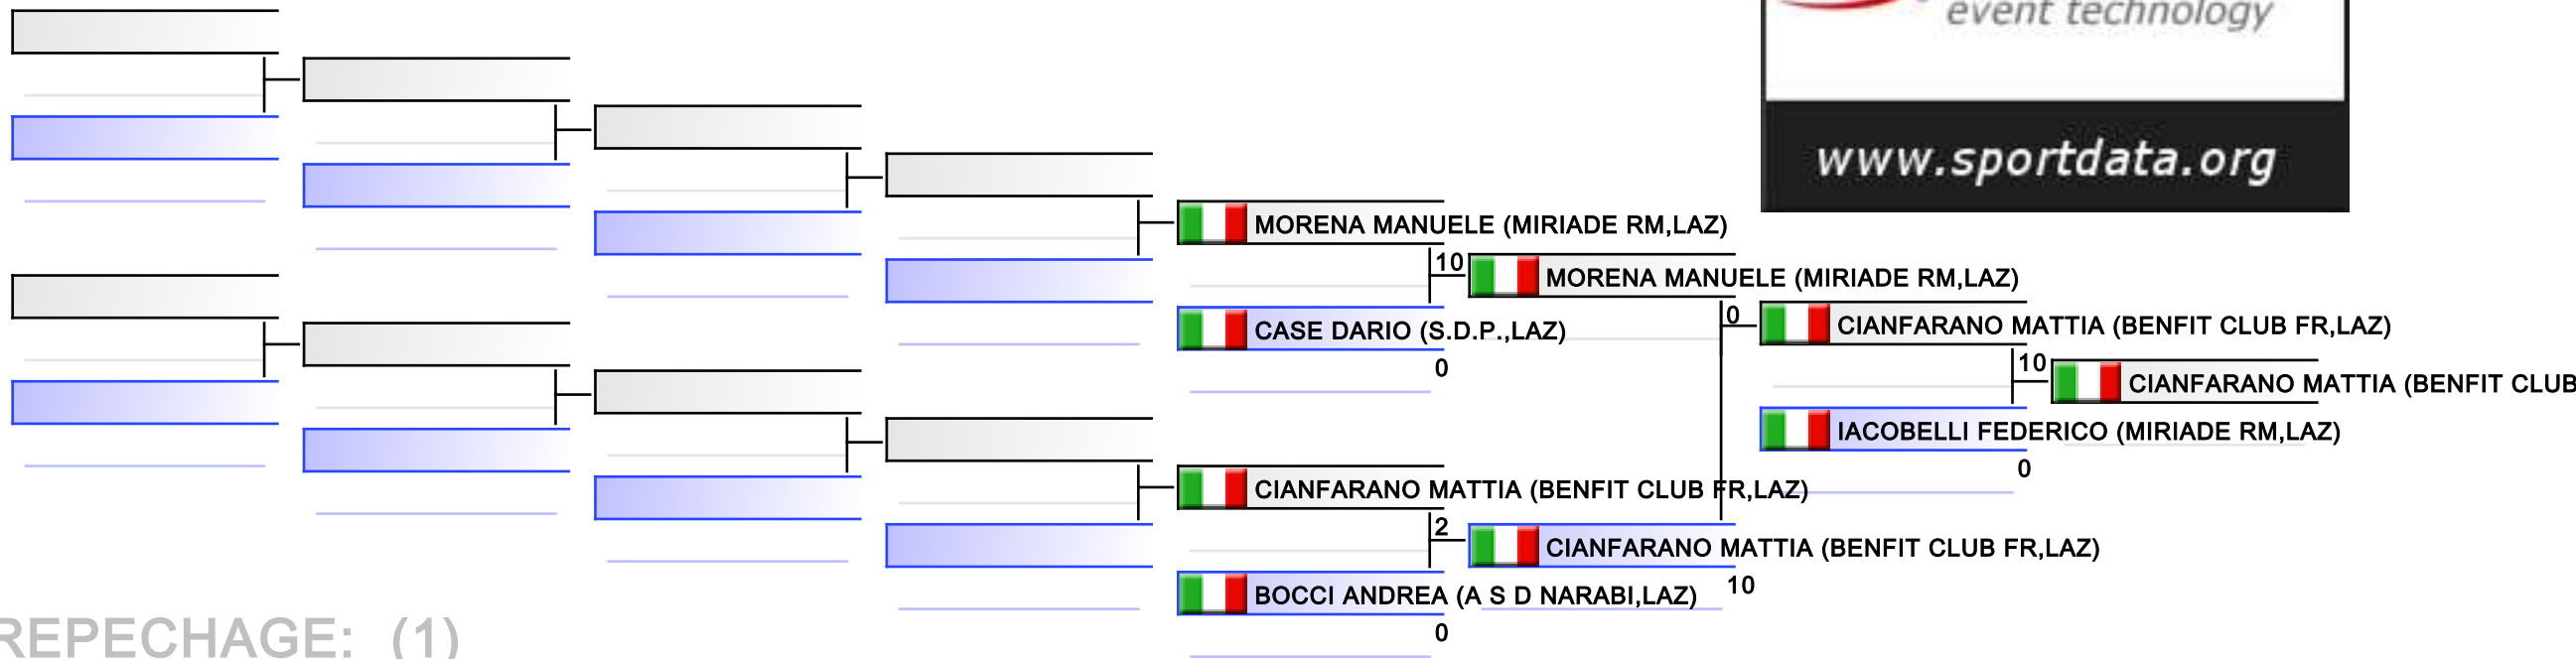 event technology
www.sportdata.org
MORENA MANUELE (MIRIADE RM,LAZ)
10
MORENA MANUELE (MIRIADE RM,LAZ)
0
CIANFARANO MATTIA (BENFIT CLUB FR,LAZ)
CASE DARIO (S.D.P.,LAZ)
0
10
CIANFARANO MATTIA (BENFIT CLUB
IACOBELLI FEDERICO (MIRIADE RM,LAZ)
0
CIANFARANO MATTIA (BENFIT CLUB FR,LAZ)
2
CIANFARANO MATTIA (BENFIT CLUB FR,LAZ)
10
BOCCI ANDREA (A S D NARABI,LAZ)
0
REPECHAGE: (1)